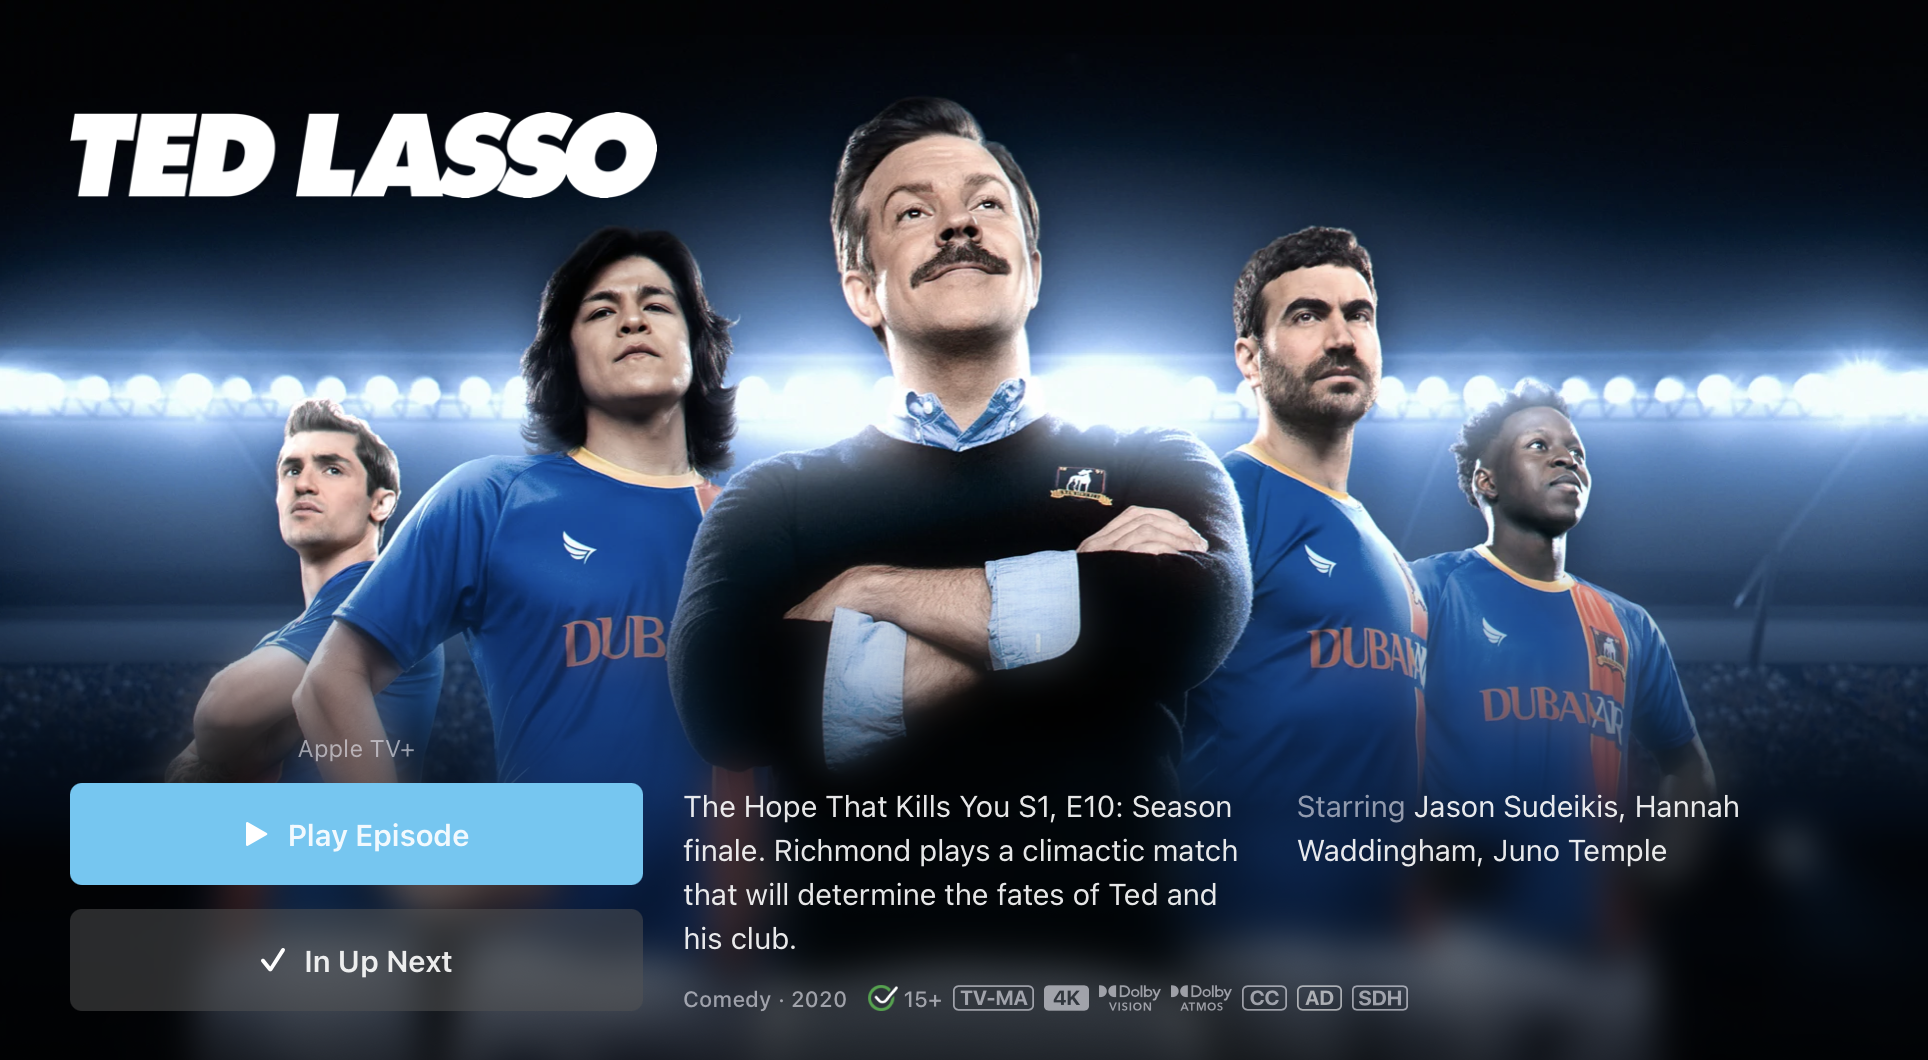 TED LASSO
DUB
DUBAI
DUBAI AIR
Apple TV+
Play Episode
In Up Next
The Hope That Kills You S1, E10: Season
finale. Richmond plays a climactic match
that will determine the fates of Ted and
his club.
Starring Jason Sudeikis, Hannah
Waddingham, Juno Temple
Comedy · 2020 15+ TV-MA 4K Dolby VISION Dolby ATMOS CC AD SDH